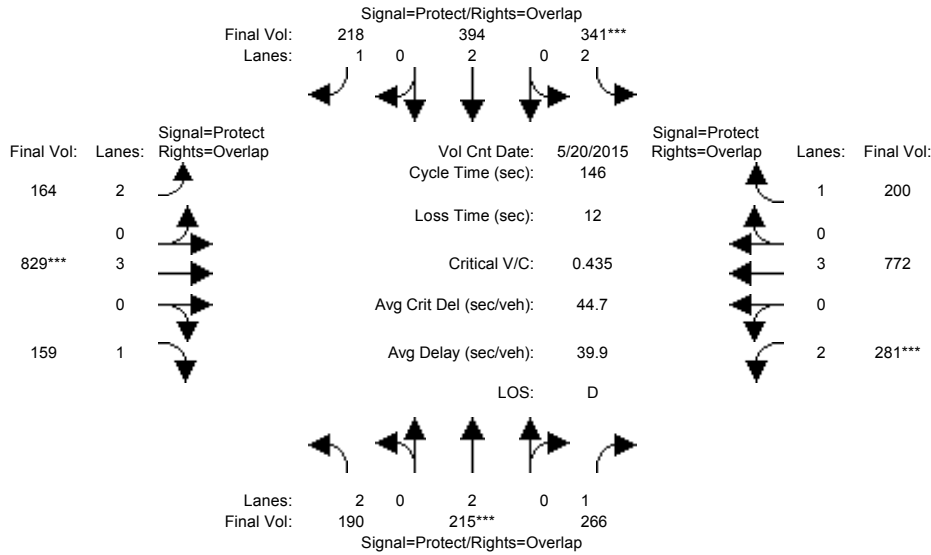 Signal=Protect/Rights=Overlap
Final Vol: 218 394 341***
Lanes: 1 0 2 0 2
Signal=Protect Signal=Protect
Final Vol: Lanes: Rights=Overlap Vol Cnt Date: 5/20/2015 Rights=Overlap Lanes: Final Vol:
Cycle Time (sec): 146
164 2 1 200
Loss Time (sec): 12
0 0
829*** 3 Critical V/C: 0.435 3 772
0 Avg Crit Del (sec/veh): 44.7 0
159 1 Avg Delay (sec/veh): 39.9 2 281***
LOS: D
Lanes: 2 0 2 0 1
Final Vol: 190 215*** 266
Signal=Protect/Rights=Overlap